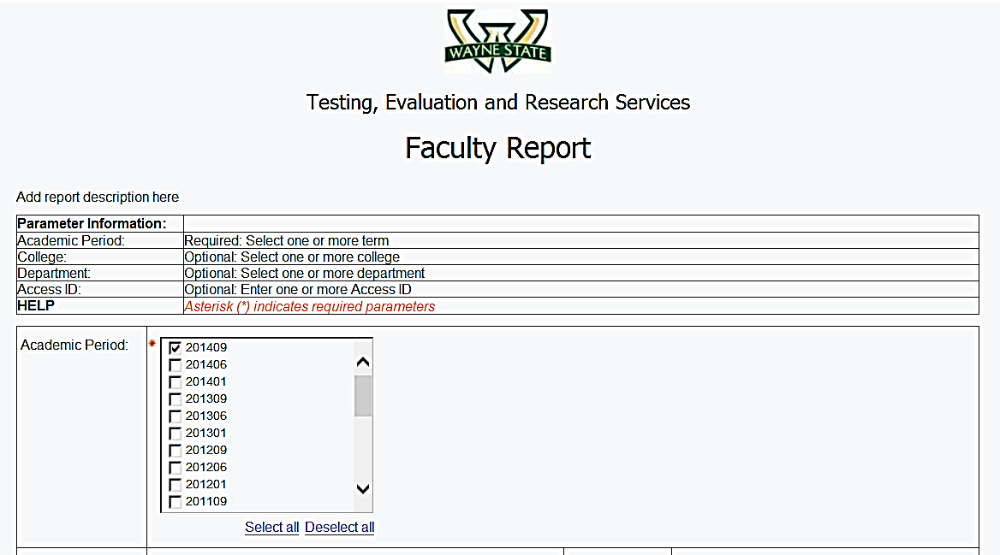 WAYNE STATE
Testing, Evaluation and Research Services
Faculty Report
Add report description here
Parameter Information:
Academic Period: Required: Select one or more term
College: Optional: Select one or more college
Department: Optional: Select one or more department
Access ID: Optional: Enter one or more Access ID
HELP Asterisk (*) indicates required parameters
Academic Period: * 201409
201406
201401
201309
201306
201301
201209
201206
201201
201109
Select all Deselect all